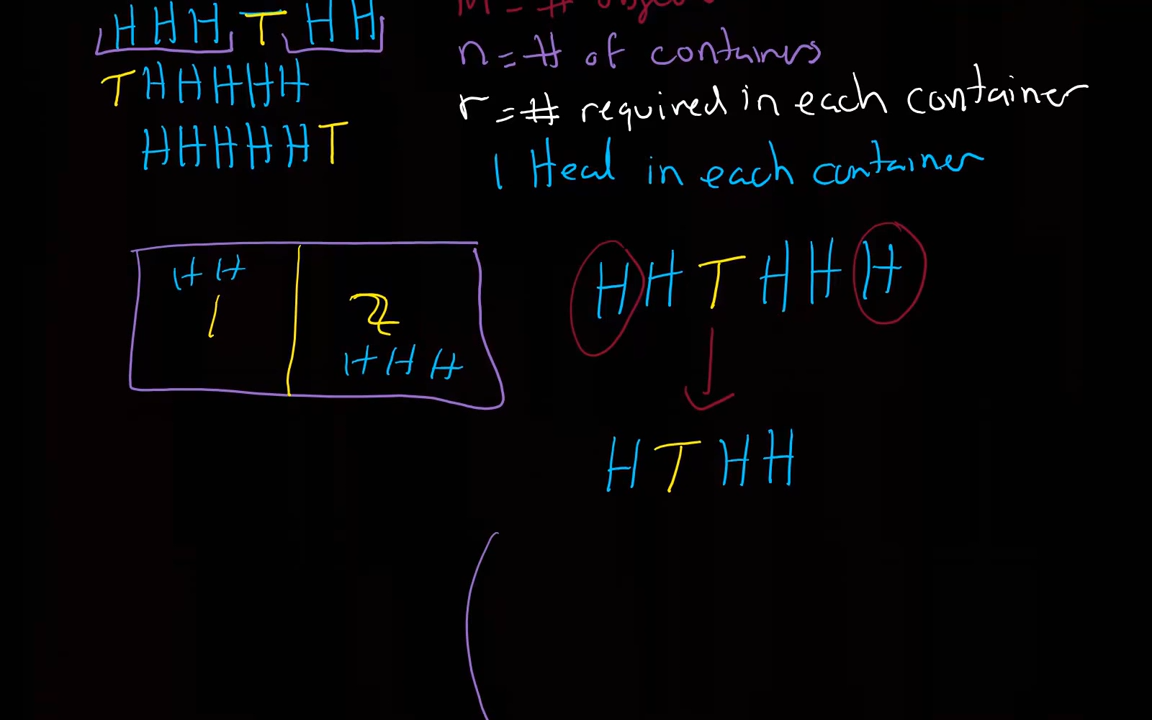 HHHTHH
= #
n = # of containers
THHHHH
r = # required in each container
HHHHHT
1 Head in each container
HH
1
2
HHH
HHTHHH
HTHH